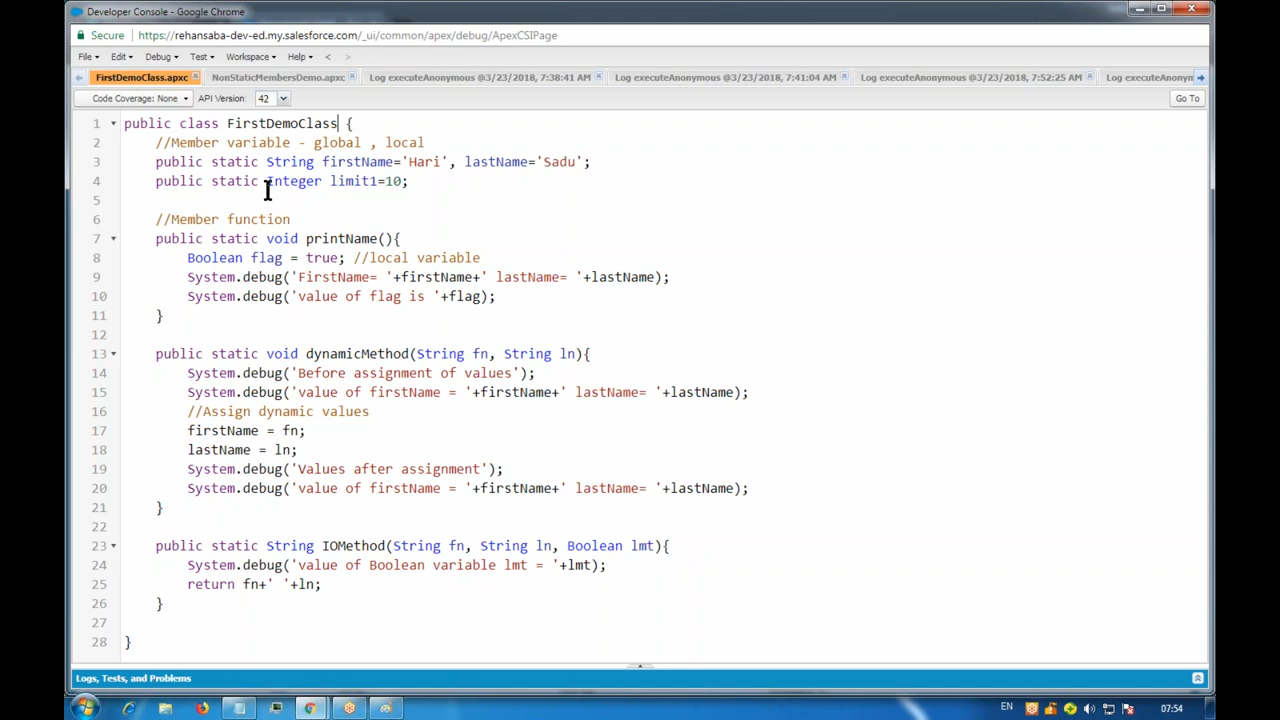 Developer Console - Google Chrome
Secure https://rehansaba-dev-ed.my.salesforce.com/_ui/common/apex/debug/ApexCSIPage
File Edit Debug Test Workspace Help < >
FirstDemoClass.apxc NonStaticMembersDemo.apxc Log executeAnonymous @3/23/2018, 7:38:41 AM Log executeAnonymous @3/23/2018, 7:41:04 AM Log executeAnonymous @3/23/2018, 7:52:25 AM Log executeAnonym
Code Coverage: None API Version: 42 Go To
1 public class FirstDemoClass {
2 //Member variable - global , local
3 public static String firstName='Hari', lastName='Sadu';
4 public static Integer limit1=10;
5
6 //Member function
7 public static void printName(){
8 Boolean flag = true; //local variable
9 System.debug('FirstName= '+firstName+' lastName= '+lastName);
10 System.debug('value of flag is '+flag);
11 }
12
13 public static void dynamicMethod(String fn, String ln){
14 System.debug('Before assignment of values');
15 System.debug('value of firstName = '+firstName+' lastName= '+lastName);
16 //Assign dynamic values
17 firstName = fn;
18 lastName = ln;
19 System.debug('Values after assignment');
20 System.debug('value of firstName = '+firstName+' lastName= '+lastName);
21 }
22
23 public static String IOMethod(String fn, String ln, Boolean lmt){
24 System.debug('value of Boolean variable lmt = '+lmt);
25 return fn+' '+ln;
26 }
27
28 }
Logs, Tests, and Problems
EN 07:54